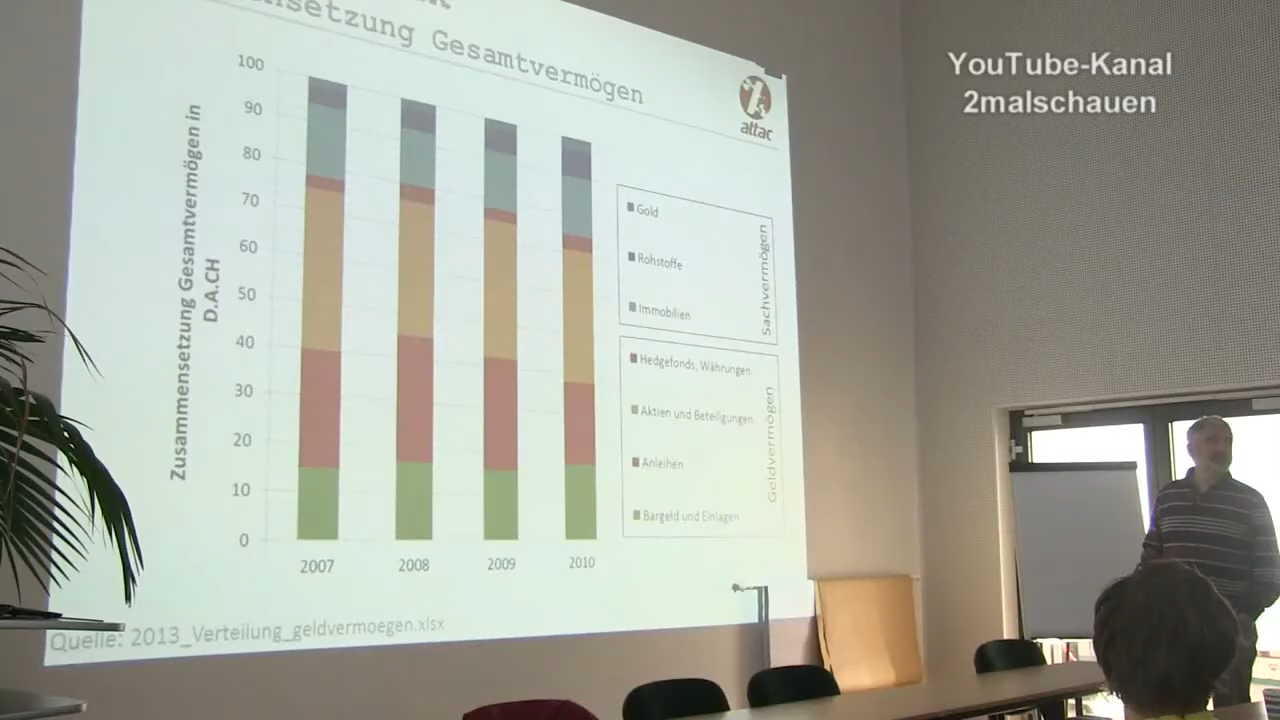 nsetzung Gesamtvermögen
YouTube-Kanal
2malschauen
attac
Zusammensetzung Gesamtvermögen in
D.A.CH
100
90
80
70
60
50
40
30
20
10
0
2007 2008 2009 2010
Gold
Rohstoffe
Immobilien
Sachvermögen
Hedgefonds, Währungen
Aktien und Beteiligungen
Anleihen
Bargeld und Einlagen
Geldvermögen
Quelle: 2013_Verteilung_geldvermoegen.xlsx